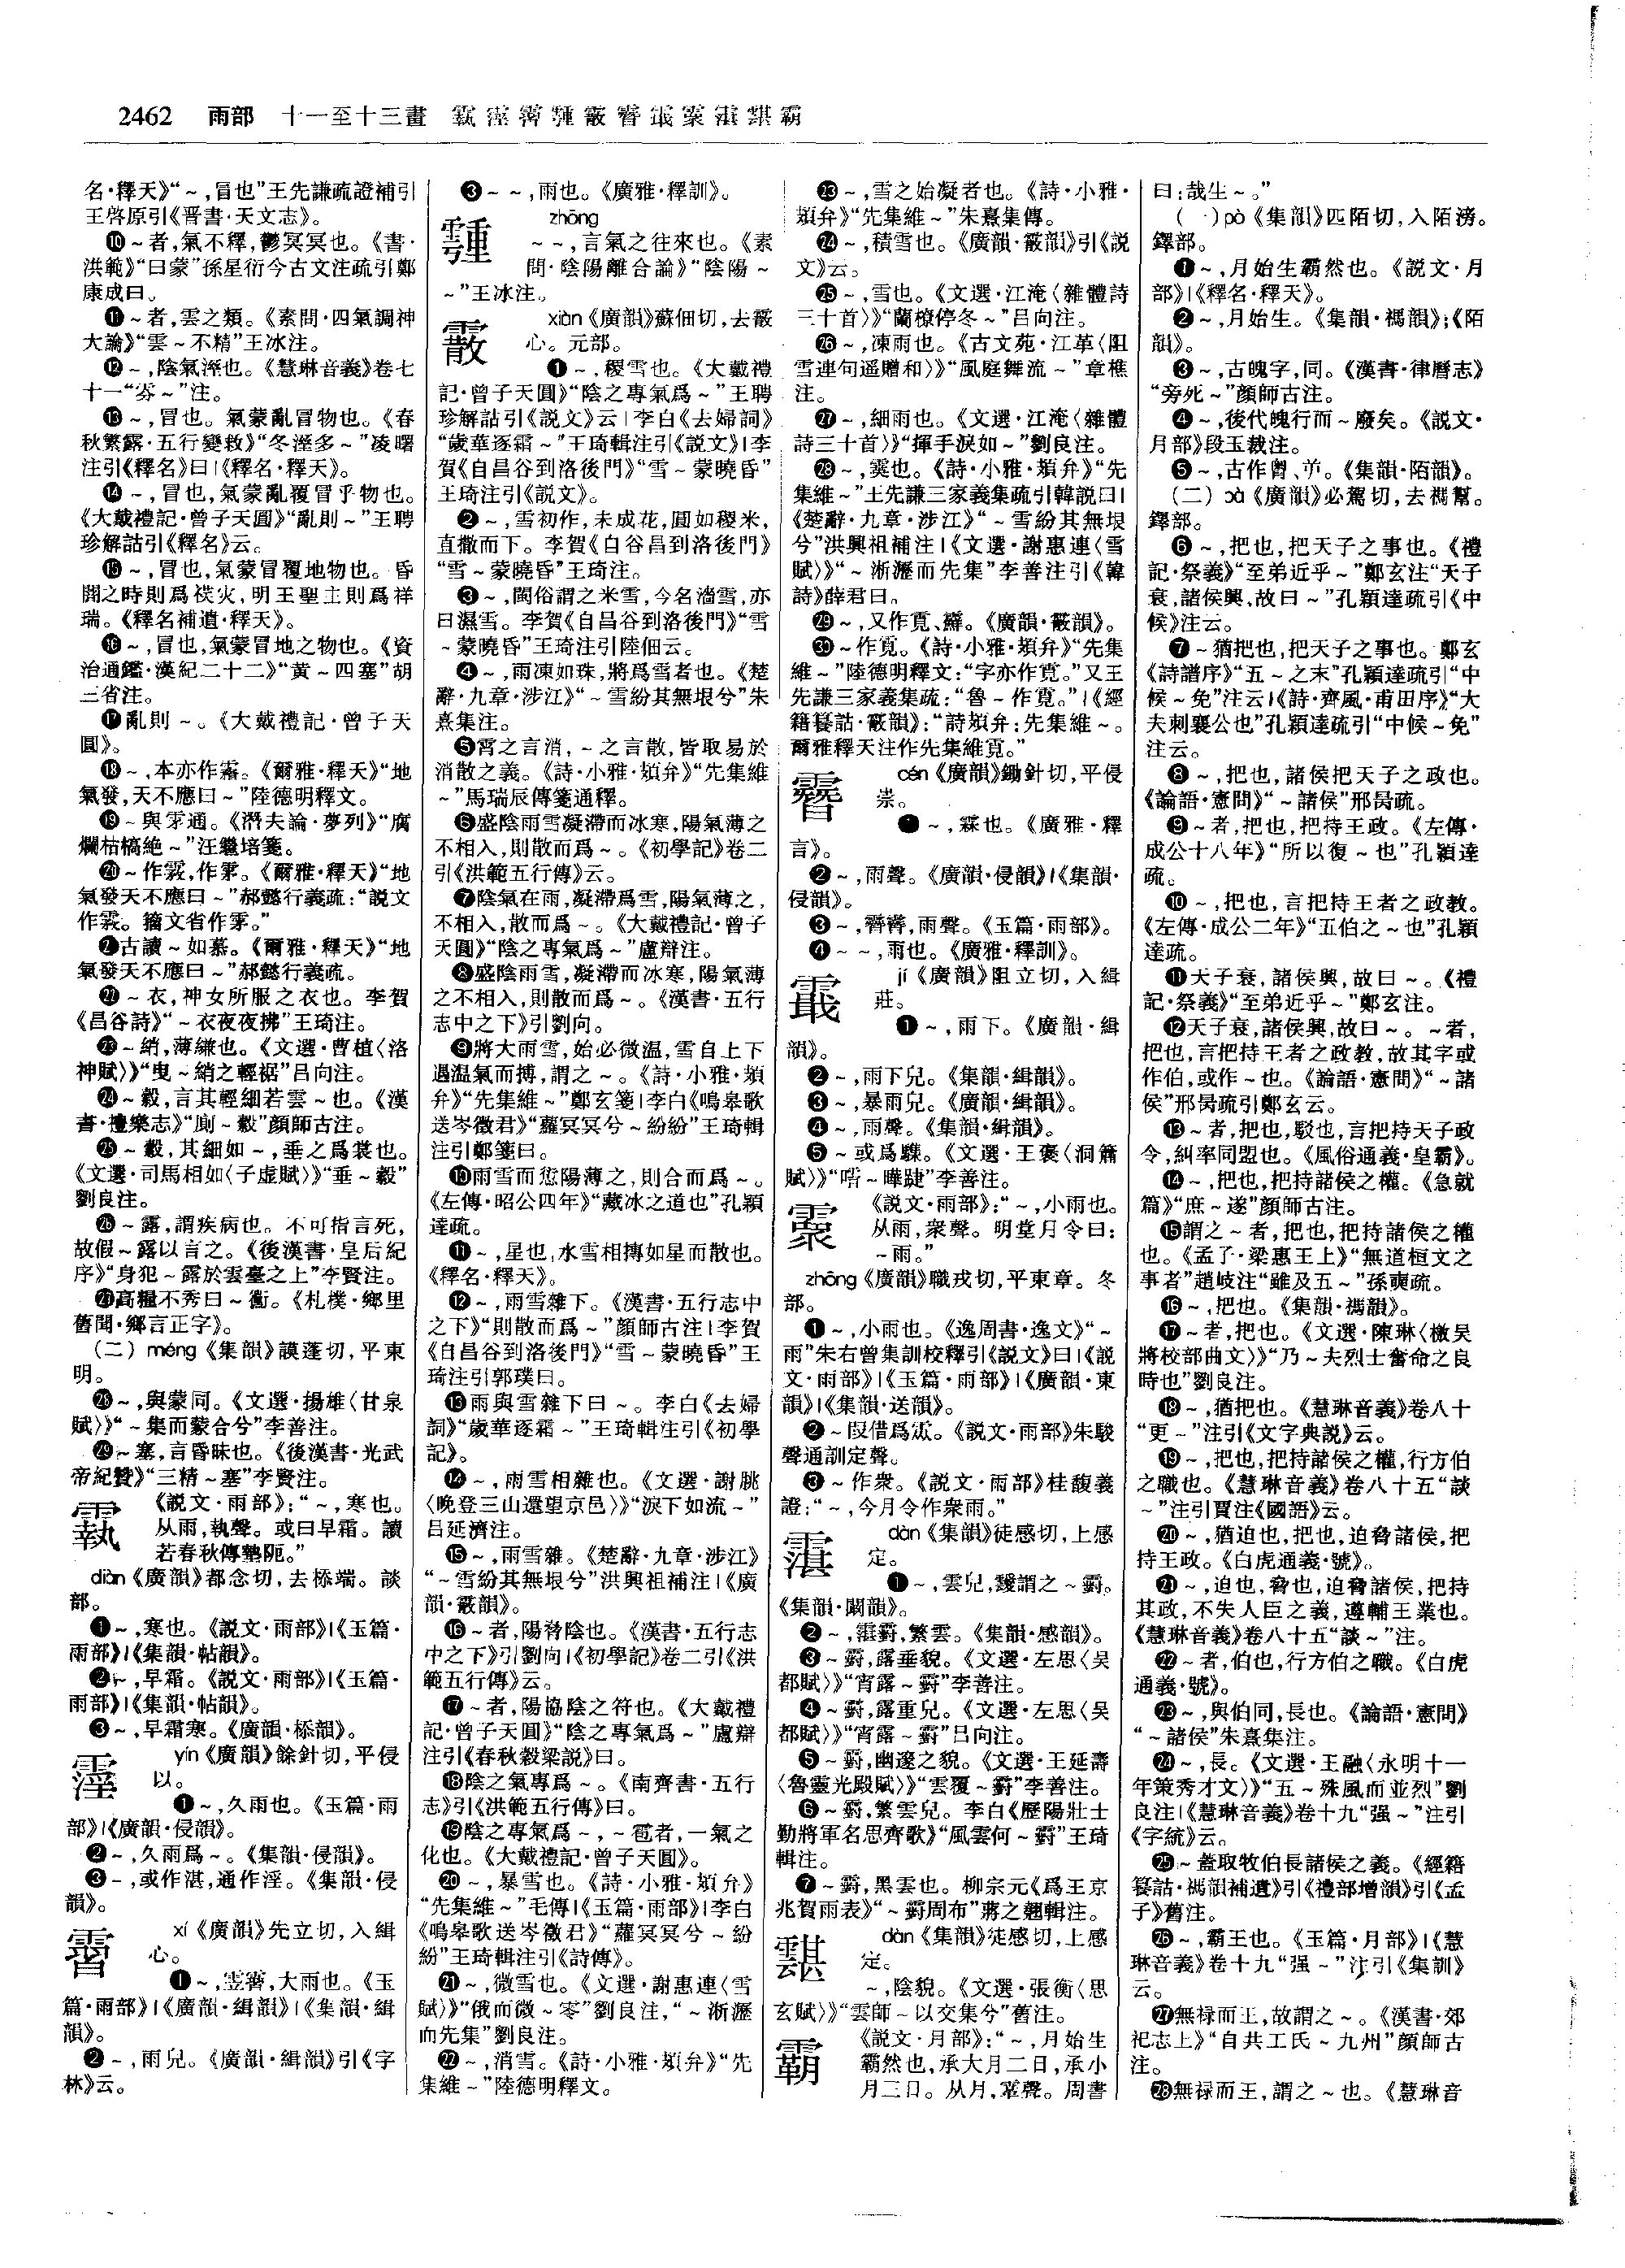 2462 雨部 十一至十三畫 霵霪霫䨺霰䨙霵䨦霮䨴霸
名·釋天》“~,冒也”王先謙疏證補引
王啓原引《晋書·天文志》。
❿~者,氣不釋,鬱冥冥也。《書·
洪範》“曰蒙”孫星衍今古文注疏引鄭
康成曰。
⓫~者,雲之類。《素問·四氣調神
大論》“雲~不精”王冰注。
⓬~,陰氣溼也。《慧琳音義》卷七
十一“雰~”注。
⓭~,冒也。氣蒙亂冒物也。《春
秋繁露·五行變救》“冬溼多~”凌曙
注引《釋名》曰|《釋名·釋天》。
⓮~,冒也,氣蒙亂覆冒乎物也。
《大戴禮記·曾子天圓》“亂則~”王聘
珍解詁引《釋名》云。
⓯~,冒也,氣蒙冒覆地物也。昏
闇之時則爲祅火,明王聖主則爲祥
瑞。《釋名補遺·釋天》。
⓰~,冒也,氣蒙冒地之物也。《資
治通鑑·漢紀二十二》“黄~四塞”胡
三省注。
⓱亂則~。《大戴禮記·曾子天
圓》。
⓲~,本亦作霿。《爾雅·釋天》“地
氣發,天不應曰~”陸德明釋文。
⓳~與雺通。《潛夫論·夢列》“腐
爛枯槁絶~”汪繼培箋。
⓴~作霿,作雺。《爾雅·釋天》“地
氣發天不應曰~”郝懿行義疏:“説文
作霿。籀文省作雺。”
㉑古讀~如慕。《爾雅·釋天》“地
氣發天不應曰~”郝懿行義疏。
㉒~衣,神女所服之衣也。李賀
《昌谷詩》“~衣夜夜拂”王琦注。
㉓~綃,薄縑也。《文選·曹植〈洛
神賦〉》“曳~綃之輕裾”吕向注。
㉔~縠,言其輕細若雲~也。《漢
書·禮樂志》“廁~縠”顔師古注。
㉕~縠,其細如~,垂之爲裳也。
《文選·司馬相如〈子虚賦〉》“垂~縠”
劉良注。
㉖~露,謂疾病也。不可指言死,
故假~露以言之。《後漢書·皇后紀
序》“身犯~露於雲臺之上”李賢注。
㉗高糧不秀曰~衜。《札樸·鄉里
舊聞·鄉言正字》。
(二)méng《集韻》謨蓬切,平東
明。
㉘~,與蒙同。《文選·揚雄〈甘泉
賦〉》“~集而蒙合兮”李善注。
㉙~塞,言昏昧也。《後漢書·光武
帝紀贊》“三精~塞”李賢注。
霵 《説文·雨部》:“~,寒也。
从雨,執聲。或曰早霜。讀
若春秋傳墊阨。”
diàn《廣韻》都念切,去㮇端。談
部。
❶~,寒也。《説文·雨部》|《玉篇·
雨部》|《集韻·帖韻》。
❷~,早霜。《説文·雨部》|《玉篇·
雨部》|《集韻·帖韻》。
❸~,早霜寒。《廣韻·㮇韻》。
霪 yín《廣韻》餘針切,平侵
以。
❶~,久雨也。《玉篇·雨
部》|《廣韻·侵韻》。
❷~,久雨爲~。《集韻·侵韻》。
❸~,或作湛,通作淫。《集韻·侵
韻》。
霫 xí《廣韻》先立切,入緝
心。
❶~,霅霫,大雨也。《玉
篇·雨部》|《廣韻·緝韻》|《集韻·緝
韻》。
❷~,雨皃。《廣韻·緝韻》引《字
林》云。
❸~~,雨也。《廣雅·釋訓》。
zhōng
~~,言氣之往來也。《素
問·陰陽離合論》“陰陽~
~”王冰注。
霰 xiàn《廣韻》蘇佃切,去霰
心。元部。
❶~,稷雪也。《大戴禮
記·曾子天圓》“陰之專氣爲~”王聘
珍解詁引《説文》云|李白《去婦詞》
“歲華逐霜~”王琦輯注引《説文》|李
賀《自昌谷到洛後門》“雪~蒙曉昏”
王琦注引《説文》。
❷~,雪初作,未成花,圓如稷米,
直撒而下。李賀《自谷昌到洛後門》
“雪~蒙曉昏”王琦注。
❸~,閩俗謂之米雪,今名濇雪,亦
曰濕雪。李賀《自昌谷到洛後門》“雪
~蒙曉昏”王琦注引陸佃云。
❹~,雨凍如珠,將爲雪者也。《楚
辭·九章·涉江》“~雪紛其無垠兮”朱
熹集注。
❺霄之言消,~之言散,皆取易於
消散之義。《詩·小雅·頍弁》“先集維
~”馬瑞辰傳箋通釋。
❻盛陰雨雪凝滯而冰寒,陽氣薄之
不相入,則散而爲~。《初學記》卷二
引《洪範五行傳》云。
❼陰氣在雨,凝滯爲雪,陽氣薄之,
不相入,散而爲~。《大戴禮記·曾子
天圓》“陰之專氣爲~”盧辯注。
❽盛陰雨雪,凝滯而冰寒,陽氣薄
之不相入,則散而爲~。《漢書·五行
志中之下》引劉向。
❾將大雨雪,始必微温,雪自上下
遇温氣而摶,謂之~。《詩·小雅·頍
弁》“先集維~”鄭玄箋|李白《鳴皋歌
送岑徵君》“蘿冥冥兮~紛紛”王琦輯
注引鄭箋曰。
❿雨雪而愆陽薄之,則合而爲~。
《左傳·昭公四年》“藏冰之道也”孔穎
達疏。
⓫~,星也,水雪相摶如星而散也。
《釋名·釋天》。
⓬~,雨雪雜下。《漢書·五行志中
之下》“則散而爲~”顔師古注|李賀
《自昌谷到洛後門》“雪~蒙曉昏”王
琦注引郭璞曰。
⓭雨與雪雜下曰~。李白《去婦
詞》“歲華逐霜~”王琦輯注引《初學
記》。
⓮~,雨雪相雜也。《文選·謝朓
〈晚登三山還望京邑〉》“淚下如流~”
吕延濟注。
⓯~,雨雪雜。《楚辭·九章·涉江》
“~雪紛其無垠兮”洪興祖補注|《廣
韻·霰韻》。
⓰~者,陽脅陰也。《漢書·五行志
中之下》引劉向|《初學記》卷二引《洪
範五行傳》云。
⓱~者,陽協陰之符也。《大戴禮
記·曾子天圓》“陰之專氣爲~”盧辯
注引《春秋穀梁説》曰。
⓲陰之氣專爲~。《南齊書·五行
志》引《洪範五行傳》曰。
⓳陰之專氣爲~,~雹者,一氣之
化也。《大戴禮記·曾子天圓》。
⓴~,暴雪也。《詩·小雅·頍弁》
“先集維~”毛傳|《玉篇·雨部》|李白
《鳴皋歌送岑徵君》“蘿冥冥兮~紛
紛”王琦輯注引《詩傳》。
㉑~,微雪也。《文選·謝惠連〈雪
賦〉》“俄而微~零”劉良注,“~淅瀝
而先集”劉良注。
㉒~,消雪。《詩·小雅·頍弁》“先
集維~”陸德明釋文。
㉓~,雪之始凝者也。《詩·小雅·
頍弁》“先集維~”朱熹集傳。
㉔~,積雪也。《廣韻·霰韻》引《説
文》云。
㉕~,雪也。《文選·江淹〈雜體詩
三十首〉》“蘭橑停冬~”吕向注。
㉖~,凍雨也。《古文苑·江革〈阻
雪連句遥贈和〉》“風庭舞流~”章樵
注。
㉗~,細雨也。《文選·江淹〈雜體
詩三十首〉》“揮手淚如~”劉良注。
㉘~,霙也。《詩·小雅·頍弁》“先
集維~”王先謙三家義集疏引韓説曰|
《楚辭·九章·涉江》“~雪紛其無垠
兮”洪興祖補注|《文選·謝惠連〈雪
賦〉》“~淅瀝而先集”李善注引《韓
詩》薛君曰。
㉙~,又作䨘、䨷。《廣韻·霰韻》。
㉚~作䨘。《詩·小雅·頍弁》“先集
維~”陸德明釋文:“字亦作䨘。”又王
先謙三家義集疏:“魯~作䨘。”|《經
籍籑詁·霰韻》:“詩頍弁:先集維~。
爾雅釋天注作先集維䨘。”
cén《廣韻》鋤針切,平侵
崇。
❶~,霖也。《廣雅·釋
言》。
❷~,雨聲。《廣韻·侵韻》|《集韻·
侵韻》。
❸~,雨聲。《玉篇·雨部》。
❹~~,雨也。《廣雅·釋訓》。
jí《廣韻》阻立切,入緝
莊。
❶~,雨下。《廣韻·緝
韻》。
❷~,雨下皃。《集韻·緝韻》。
❸~,暴雨皃。《廣韻·緝韻》。
❹~,雨聲。《集韻·緝韻》。
❺~或爲驟。《文選·王褒〈洞簫
賦〉》“㗭~曄踕”李善注。
䨦 《説文·雨部》:“~,小雨也。
从雨,衆聲。明堂月令曰:
~雨。”
zhōng《廣韻》職戎切,平東章。冬
部。
❶~,小雨也。《逸周書·逸文》“~
雨”朱右曾集訓校釋引《説文》曰|《説
文·雨部》|《玉篇·雨部》|《廣韻·東
韻》|《集韻·送韻》。
❷~叚借爲霃。《説文·雨部》朱駿
聲通訓定聲。
❸~作衆。《説文·雨部》桂馥義
證:“~,今月令作衆雨。”
霮 dàn《集韻》徒感切,上感
定。
❶~,雲皃,靉謂之~䨴。
《集韻·闞韻》。
❷~,霮䨴,繁雲。《集韻·感韻》。
❸~䨴,露垂貌。《文選·左思〈吴
都賦〉》“宵露~䨴”李善注。
❹~䨴,露重皃。《文選·左思〈吴
都賦〉》“宵露~䨴”吕向注。
❺~䨴,幽邃之貌。《文選·王延壽
〈魯靈光殿賦〉》“雲覆~䨴”李善注。
❻~䨴,繁雲皃。李白《歷陽壯士
勤將軍名思齊歌》“風雲何~䨴”王琦
輯注。
❼~䨴,黑雲也。柳宗元《爲王京
兆賀雨表》“~䨴周布”蔣之翹輯注。
dàn《集韻》徒感切,上感
定。
~,陰貌。《文選·張衡〈思
玄賦〉》“雲師~以交集兮”舊注。
霸 《説文·月部》:“~,月始生
霸然也,承大月二日,承小
月三日。从月,䨣聲。周書
曰:哉生~。”
(一)pò《集韻》匹陌切,入陌滂。
鐸部。
❶~,月始生霸然也。《説文·月
部》|《釋名·釋天》。
❷~,月始生。《集韻·禡韻》;《陌
韻》。
❸~,古魄字,同。《漢書·律曆志》
“旁死~”顔師古注。
❹~,後代魄行而~廢矣。《説文·
月部》段玉裁注。
❺~,古作𩇯、𠦶。《集韻·陌韻》。
(二)bà《廣韻》必駕切,去禡幫。
鐸部。
❻~,把也,把天子之事也。《禮
記·祭義》“至弟近乎~”鄭玄注“天子
衰,諸侯興,故曰~”孔穎達疏引《中
候》注云。
❼~猶把也,把天子之事也。鄭玄
《詩譜序》“五~之末”孔穎達疏引“中
候~免”注云|《詩·齊風·甫田序》“大
夫刺襄公也”孔穎達疏引“中候~免”
注云。
❽~,把也,諸侯把天子之政也。
《論語·憲問》“~諸侯”邢昺疏。
❾~者,把也,把持王政。《左傳·
成公十八年》“所以復~也”孔穎達
疏。
❿~,把也,言把持王者之政教。
《左傳·成公二年》“五伯之~也”孔穎
達疏。
⓫天子衰,諸侯興,故曰~。《禮
記·祭義》“至弟近乎~”鄭玄注。
⓬天子衰,諸侯興,故曰~。~者,
把也,言把持王者之政教,故其字或
作伯,或作~也。《論語·憲問》“~諸
侯”邢昺疏引鄭玄云。
⓭~者,把也,駮也,言把持天子政
令,糾率同盟也。《風俗通義·皇霸》。
⓮~,把也,把持諸侯之權。《急就
篇》“庶~遂”顔師古注。
⓯謂之~者,把也,把持諸侯之權
也。《孟子·梁惠王上》“無道桓文之
事者”趙岐注“雖及五~”孫奭疏。
⓰~,把也。《集韻·禡韻》。
⓱~者,把也。《文選·陳琳〈檄吴
將校部曲文〉》“乃~夫烈士奮命之良
時也”劉良注。
⓲~,猶把也。《慧琳音義》卷八十
“更~”注引《文字典説》云。
⓳~,把也,把持諸侯之權,行方伯
之職也。《慧琳音義》卷八十五“談
~”注引賈注《國語》云。
⓴~,猶迫也,把也,迫脅諸侯,把
持王政。《白虎通義·號》。
㉑~,迫也,脅也,迫脅諸侯,把持
其政,不失人臣之義,遵輔王業也。
《慧琳音義》卷八十五“談~”注。
㉒~者,伯也,行方伯之職。《白虎
通義·號》。
㉓~,與伯同,長也。《論語·憲問》
“~諸侯”朱熹集注。
㉔~,長。《文選·王融〈永明十一
年策秀才文〉》“五~殊風而並烈”劉
良注|《慧琳音義》卷十九“强~”注引
《字統》云。
㉕~蓋取牧伯長諸侯之義。《經籍
籑詁·禡韻補遺》引《禮部增韻》引《孟
子》舊注。
㉖~,霸王也。《玉篇·月部》|《慧
琳音義》卷十九“强~”注引《集訓》
云。
㉗無禄而王,故謂之~。《漢書·郊
祀志上》“自共工氏~九州”顔師古
注。
㉘無禄而王,謂之~也。《慧琳音